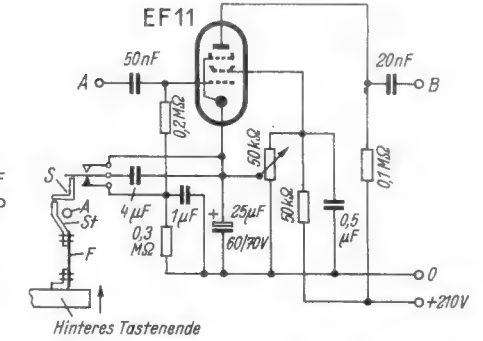 EF11
50nF
20nF
A
B
0,2MΩ
50kΩ
50kΩ
0,1MΩ
S
4µF
1µF
+
25µF
60/70V
0,5
µF
A
St
0,3
MΩ
F
0
+210V
Hinteres Tastenende